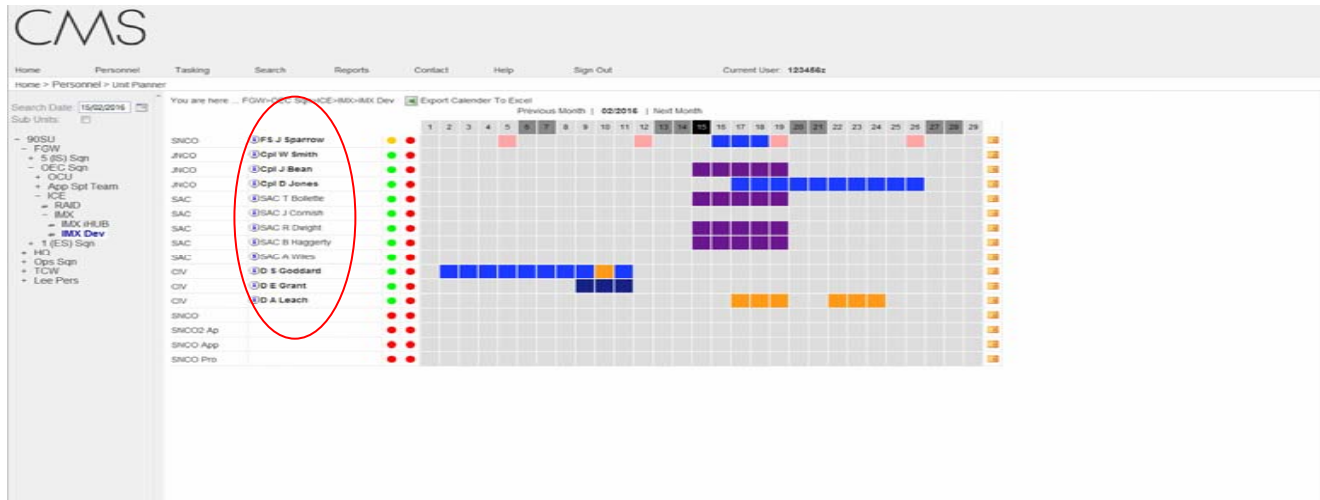 CMS
Home Personnel Tasking Search Reports Contact Help Sign Out Current User: 123456z
Home > Personnel > Unit Planner
Search Date: 15/02/2016
Sub Units:
You are here ... FGW>OEC Sqn>ICE>IMX>IMX Dev Export Calender To Excel
Previous Month | 02/2016 | Next Month
1 2 3 4 5 6 7 8 9 10 11 12 13 14 15 16 17 18 19 20 21 22 23 24 25 26 27 28 29
- 90SU
- FGW
+ 5 (IS) Sqn
- OEC Sqn
+ OCU
+ App Spt Team
- ICE
RAID
- IMX
IMX iHUB
IMX Dev
+ 1 (ES) Sqn
+ HQ
+ Ops Sqn
+ TCW
+ Lee Pers
SNCO FS J Sparrow
JNCO Cpl W Smith
JNCO Cpl J Bean
JNCO Cpl D Jones
SAC SAC T Bollette
SAC SAC J Cornish
SAC SAC R Dwight
SAC SAC B Haggerty
SAC SAC A Wiles
CIV D S Goddard
CIV D E Grant
CIV D A Leach
SNCO
SNCO2 Ap
SNCO App
SNCO Pro